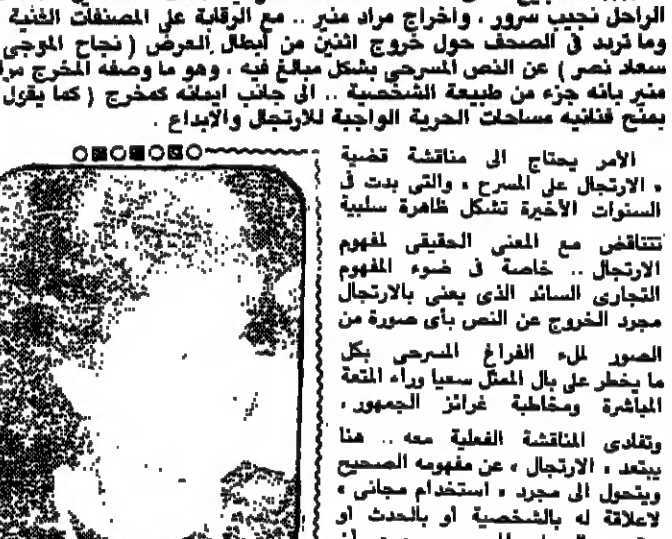 الراحل نجيب سرور ، واخراج مراد منير .. مع الرقابة على المصنفات الفنية
وما تردد في الصحف حول خروج اثنين من أبطال العرض ( نجاح الموجى
سعاد نصر ) عن النص المسرحى بشكل مبالغ فيه ، وهو ما وصفه المخرج مراد
منير بانه جزء من طبيعة الشخصية .. الى جانب ايمانه كمخرج ( كما يقول
يمنح فنانيه مساحات الحرية الواجبة للارتجال والابداع .
الأمر يحتاج الى مناقشة قضية
« الارتجال على المسرح » والتى بدت فى
السنوات الأخيرة تشكل ظاهرة سلبية
تتناقض مع المعنى الحقيقى لمفهوم
الارتجال .. خاصة فى ضوء المفهوم
التجارى السائد الذى يعنى بالارتجال
مجرد الخروج عن النص بأى صورة من
الصور لملء الفراغ المسرحى بكل
ما يخطر على بال الممثل سعيا وراء المتعة
المباشرة ومخاطبة غرائز الجمهور ،
وتفادى المناقشة الفعلية معه .. هنا
يبتعد « الارتجال » عن مفهومه الصحيح
ويتحول الى مجرد « استخدام مجانى »
لاعلاقة له بالشخصية أو بالحدث او